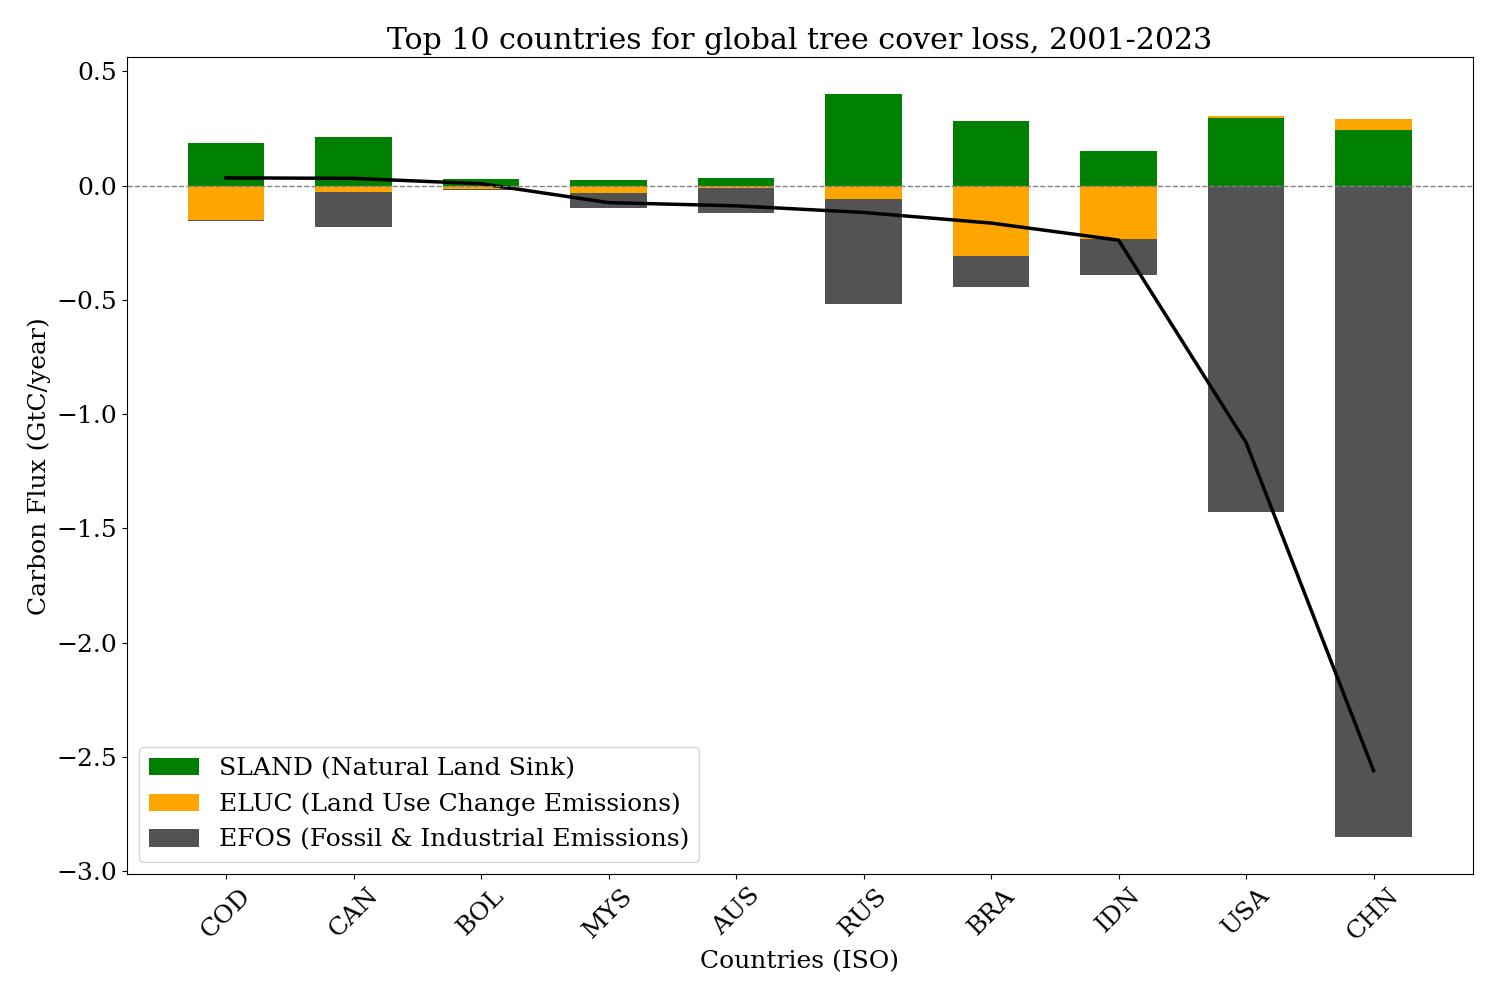 Top 10 countries for global tree cover loss, 2001-2023
0.5
0.0
−0.5
−1.0
−1.5
−2.0
−2.5
−3.0
Carbon Flux (GtC/year)
SLAND (Natural Land Sink)
ELUC (Land Use Change Emissions)
EFOS (Fossil & Industrial Emissions)
COD
CAN
BOL
MYS
AUS
RUS
BRA
IDN
USA
CHN
Countries (ISO)